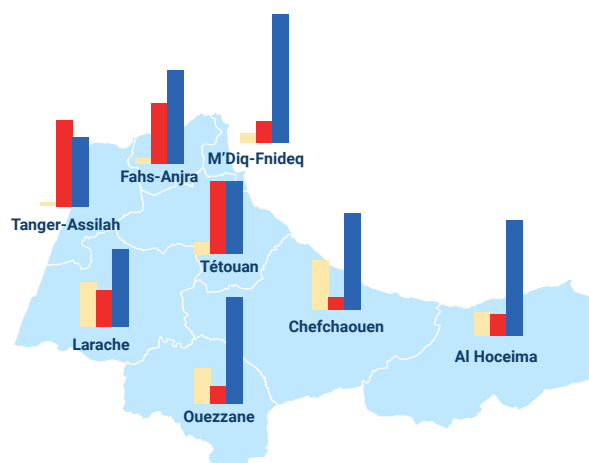 M'Diq-Fnideq
Fahs-Anjra
Tanger-Assilah
Tétouan
Chefchaouen
Larache
Al Hoceima
Ouezzane